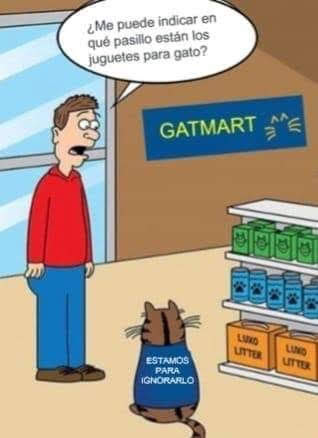 ¿Me puede indicar en
qué pasillo están los
juguetes para gato?
GATMART
LUXO
LITTER
LUXO
LITTER
ESTAMOS
PARA
IGNORARLO